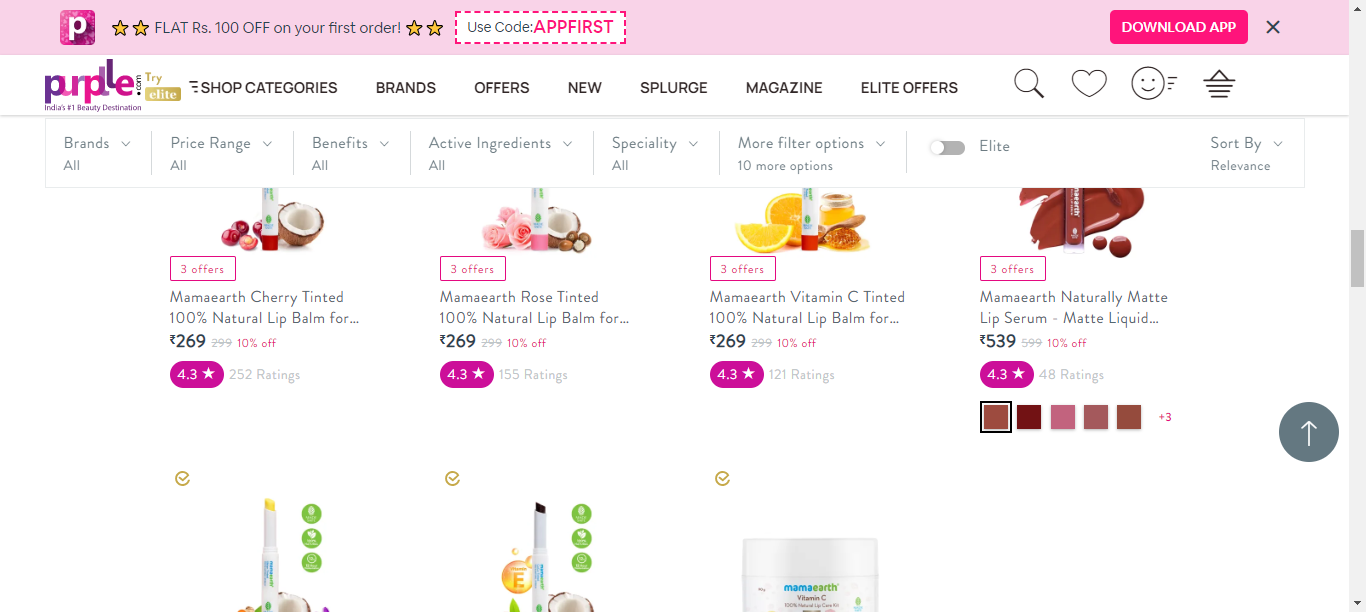 FLAT Rs. 100 OFF on your first order!
Use Code:APPFIRST
DOWNLOAD APP
purplle.com
Try elite
India's #1 Beauty Destination
SHOP CATEGORIES
BRANDS
OFFERS
NEW
SPLURGE
MAGAZINE
ELITE OFFERS
Brands
All
Price Range
All
Benefits
All
Active Ingredients
All
Speciality
All
More filter options
10 more options
Elite
Sort By
Relevance
3 offers
Mamaearth Cherry Tinted
100% Natural Lip Balm for...
₹269 299 10% off
4.3 ★ 252 Ratings
3 offers
Mamaearth Rose Tinted
100% Natural Lip Balm for...
₹269 299 10% off
4.3 ★ 155 Ratings
3 offers
Mamaearth Vitamin C Tinted
100% Natural Lip Balm for...
₹269 299 10% off
4.3 ★ 121 Ratings
mamaearth
3 offers
Mamaearth Naturally Matte
Lip Serum - Matte Liquid...
₹539 599 10% off
4.3 ★ 48 Ratings
+3
mamaearth
Vitamin
E
mamaearth
mamaearth
Vitamin C
100% Natural Lip Care Kit